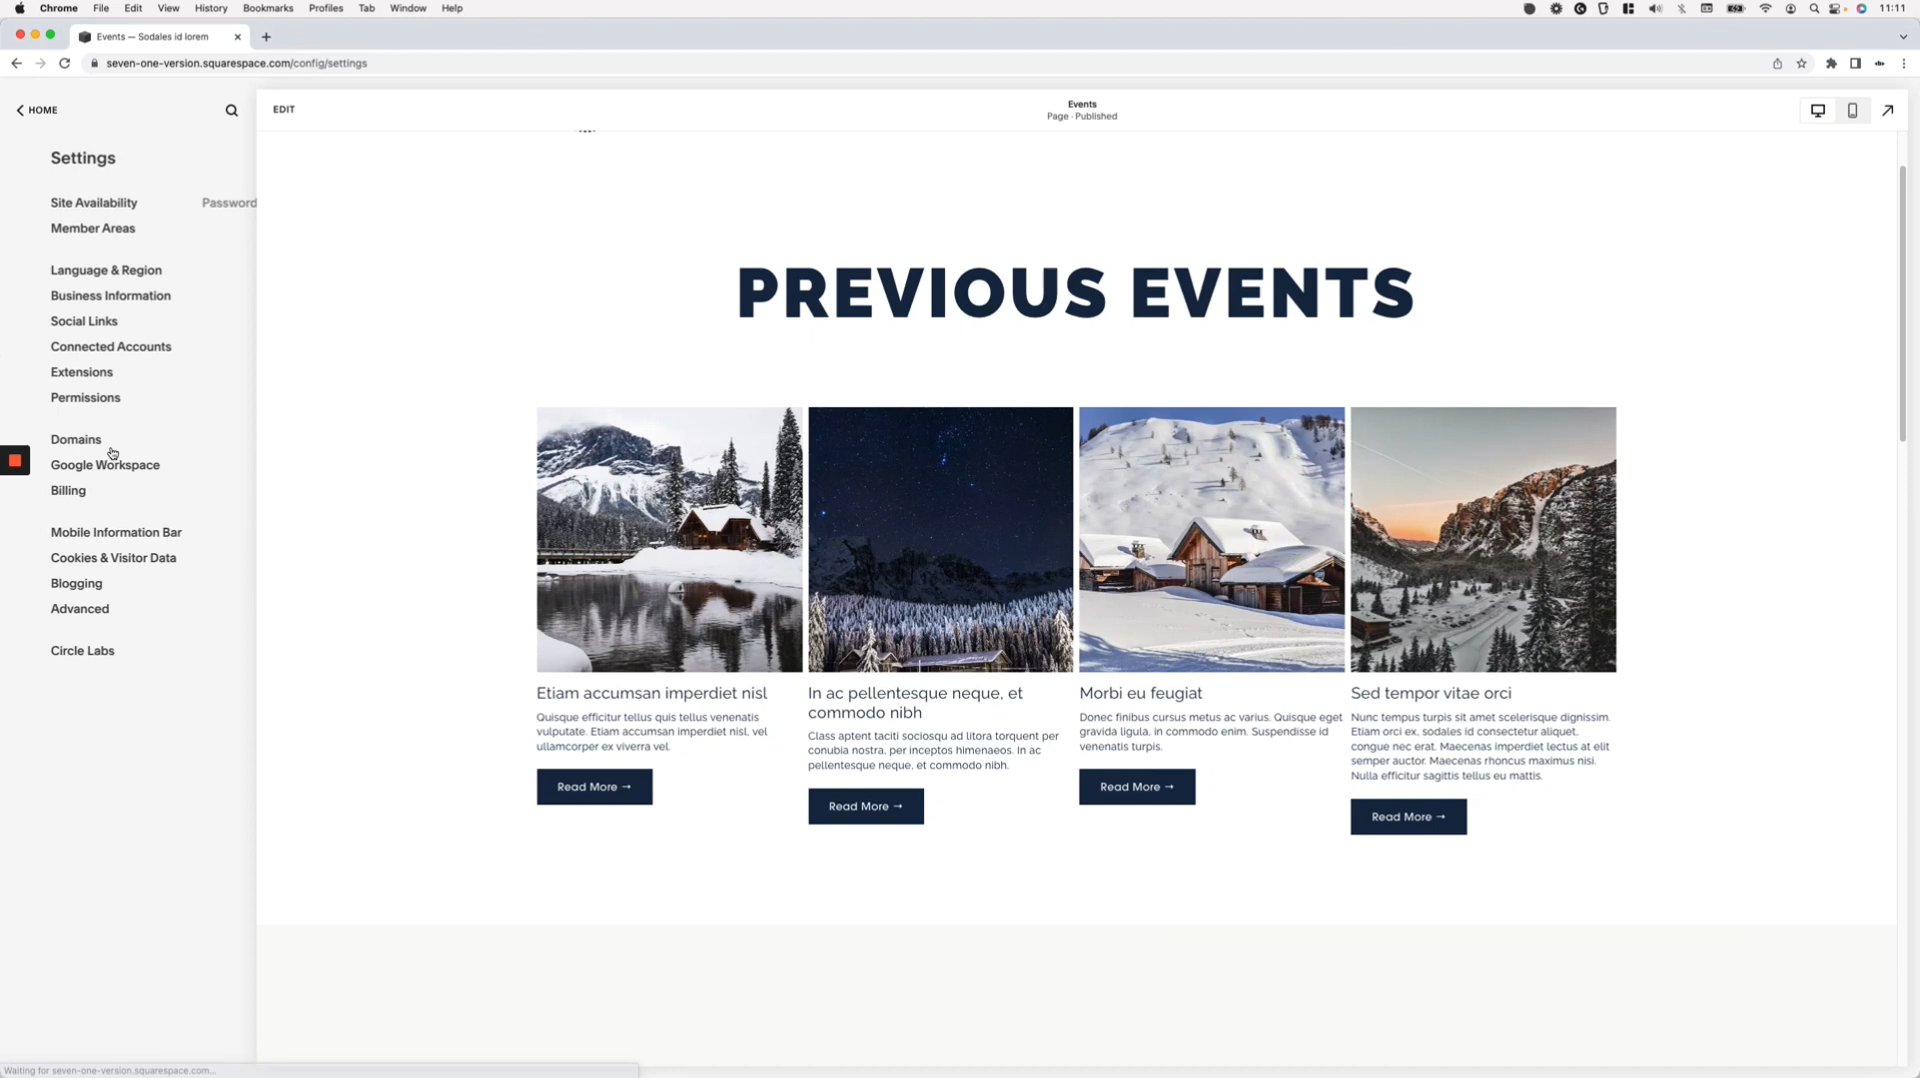 Chrome File Edit View History Bookmarks Profiles Tab Window Help 11:11
Events — Sodales id lorem
seven-one-version.squarespace.com/config/settings
HOME
EDIT
Events
Page · Published
Settings
Site Availability Password
Member Areas
Language & Region
Business Information
Social Links
Connected Accounts
Extensions
Permissions
Domains
Google Workspace
Billing
Mobile Information Bar
Cookies & Visitor Data
Blogging
Advanced
Circle Labs
PREVIOUS EVENTS
Etiam accumsan imperdiet nisl
Quisque efficitur tellus quis tellus venenatis
vulputate. Etiam accumsan imperdiet nisl, vel
ullamcorper ex viverra vel.
Read More →
In ac pellentesque neque, et
commodo nibh
Class aptent taciti sociosqu ad litora torquent per
conubia nostra, per inceptos himenaeos. In ac
pellentesque neque, et commodo nibh.
Read More →
Morbi eu feugiat
Donec finibus cursus metus ac varius. Quisque eget
gravida ligula, in commodo enim. Suspendisse id
venenatis turpis.
Read More →
Sed tempor vitae orci
Nunc tempus turpis sit amet scelerisque dignissim.
Etiam orci ex, sodales id consectetur aliquet,
congue nec erat. Maecenas imperdiet lectus at elit
semper auctor. Maecenas rhoncus maximus nisi.
Nulla efficitur sagittis tellus eu mattis.
Read More →
Waiting for seven-one-version.squarespace.com...